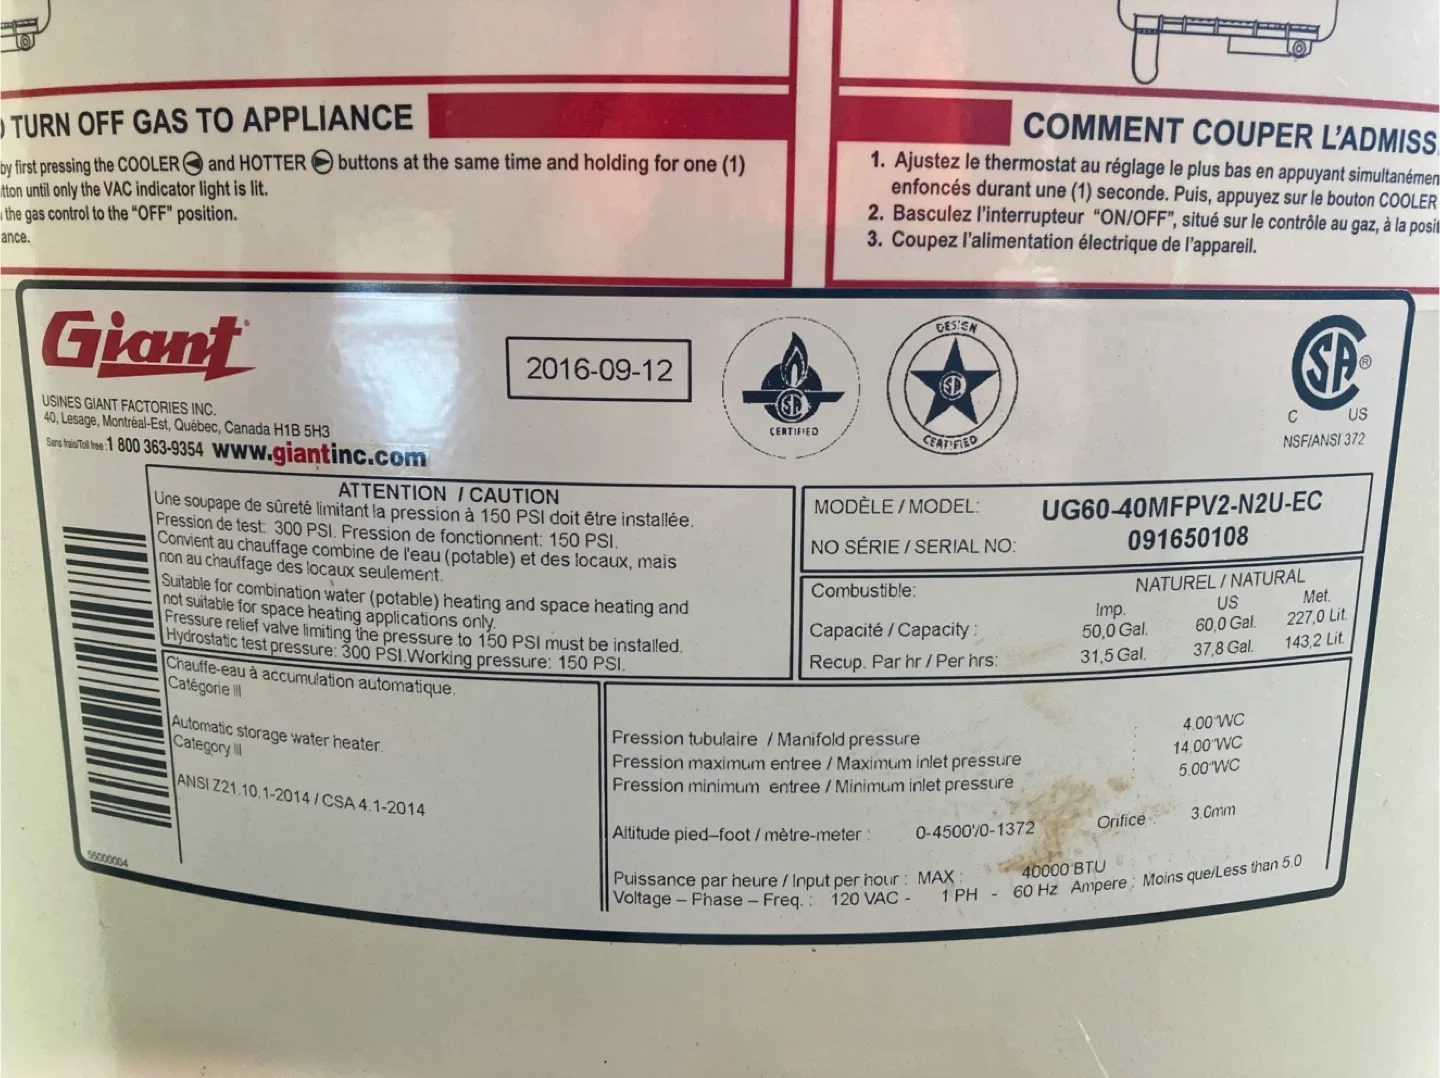 TURN OFF GAS TO APPLIANCE
by first pressing the COOLER and HOTTER buttons at the same time and holding for one (1)
until only the VAC indicator light is lit.
the gas control to the "OFF" position.
COMMENT COUPER L'ADMISS
1. Ajustez le thermostat au réglage le plus bas en appuyant simultanémen
enfoncés durant une (1) seconde. Puis, appuyez sur le bouton COOLER
2. Basculez l'interrupteur "ON/OFF", situé sur le contrôle au gaz, à la posit
3. Coupez l'alimentation électrique de l'appareil.
Giant
USINES GIANT FACTORIES INC.
40, Lesage, Montréal-Est, Québec, Canada H1B 5H3
Sans frais/Toll free : 1 800 363-9354 www.giantinc.com
2016-09-12
SA
CERTIFIED
DESIGN
SA
CERTIFIED
SA ®
C US
NSF/ANSI 372
ATTENTION / CAUTION
Une soupape de sûreté limitant la pression à 150 PSI doit être installée.
Pression de test: 300 PSI. Pression de fonctionnent: 150 PSI.
Convient au chauffage combine de l'eau (potable) et des locaux, mais
non au chauffage des locaux seulement.
Suitable for combination water (potable) heating and space heating and
not suitable for space heating applications only.
Pressure relief valve limiting the pressure to 150 PSI must be installed.
Hydrostatic test pressure: 300 PSI.Working pressure: 150 PSI.
MODÈLE / MODEL: UG60-40MFPV2-N2U-EC
NO SÉRIE / SERIAL NO: 091650108
Combustible: NATUREL / NATURAL
Imp. US Met.
Capacité / Capacity : 50,0 Gal. 60,0 Gal. 227,0 Lit.
Recup. Par hr / Per hrs: 31,5 Gal. 37,8 Gal. 143,2 Lit.
Chauffe-eau à accumulation automatique.
Catégorie III
Automatic storage water heater.
Category III
ANSI Z21.10.1-2014 / CSA 4.1-2014
55000004
Pression tubulaire / Manifold pressure : 4.00"WC
Pression maximum entree / Maximum inlet pressure : 14.00"WC
Pression minimum entree / Minimum inlet pressure : 5.00"WC
Altitude pied-foot / mètre-meter : 0-4500'/0-1372 Orifice : 3.0mm
Puissance par heure / Input per hour : MAX : 40000 BTU
Voltage – Phase – Freq. : 120 VAC - 1 PH - 60 Hz Ampere : Moins que/Less than 5.0